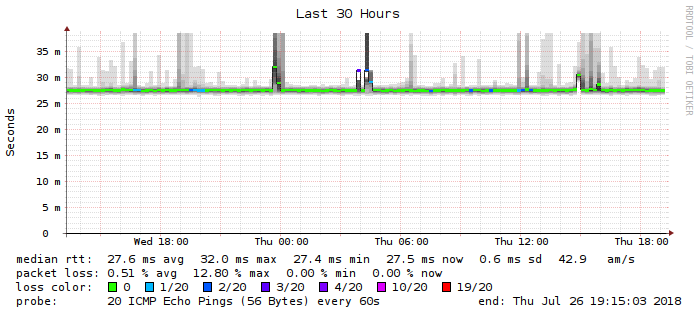 Last 30 Hours
RRDTOOL / TOBI OETIKER
Seconds
35 m
30 m
25 m
20 m
15 m
10 m
5 m
0
Wed 18:00 Thu 00:00 Thu 06:00 Thu 12:00 Thu 18:00
median rtt: 27.6 ms avg 32.0 ms max 27.4 ms min 27.5 ms now 0.6 ms sd 42.9 am/s
packet loss: 0.51 % avg 12.80 % max 0.00 % min 0.00 % now
loss color: 0 1/20 2/20 3/20 4/20 10/20 19/20
probe: 20 ICMP Echo Pings (56 Bytes) every 60s end: Thu Jul 26 19:15:03 2018